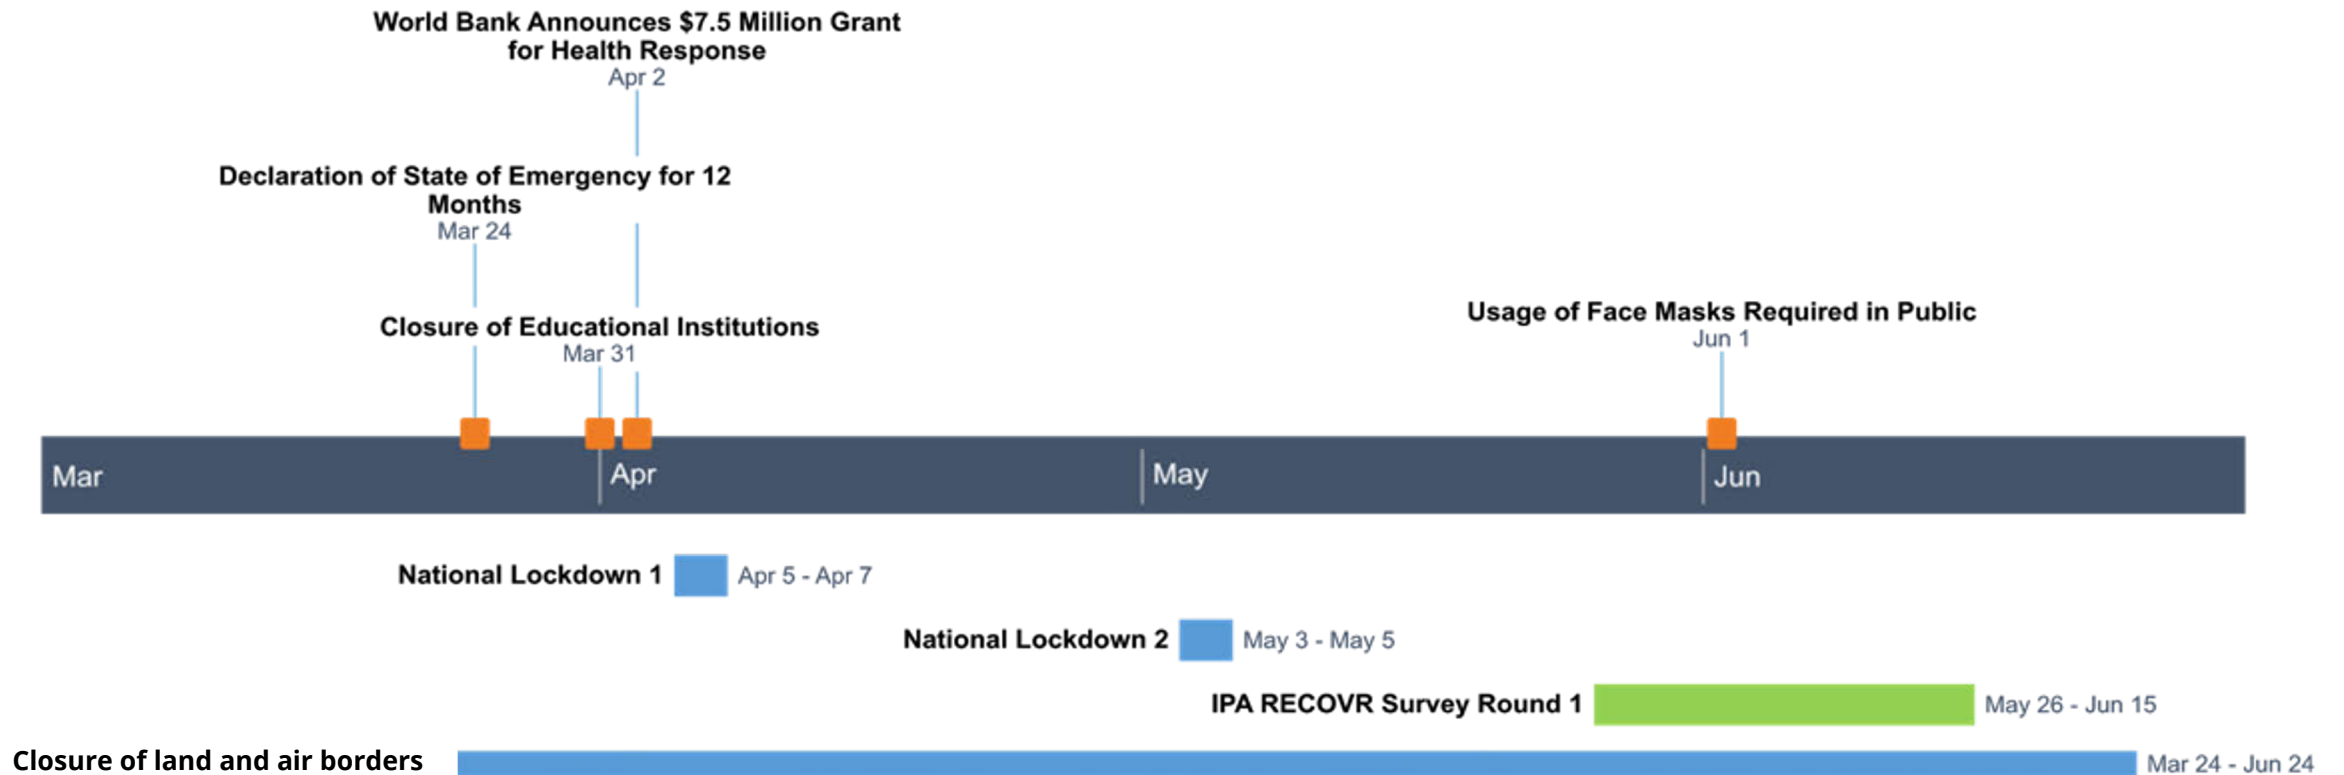 World Bank Announces $7.5 Million Grant
for Health Response
Apr 2
Declaration of State of Emergency for 12
Months
Mar 24
Closure of Educational Institutions
Mar 31
Usage of Face Masks Required in Public
Jun 1
Mar
Apr
May
Jun
National Lockdown 1
Apr 5 - Apr 7
National Lockdown 2
May 3 - May 5
IPA RECOVR Survey Round 1
May 26 - Jun 15
Closure of land and air borders
Mar 24 - Jun 24